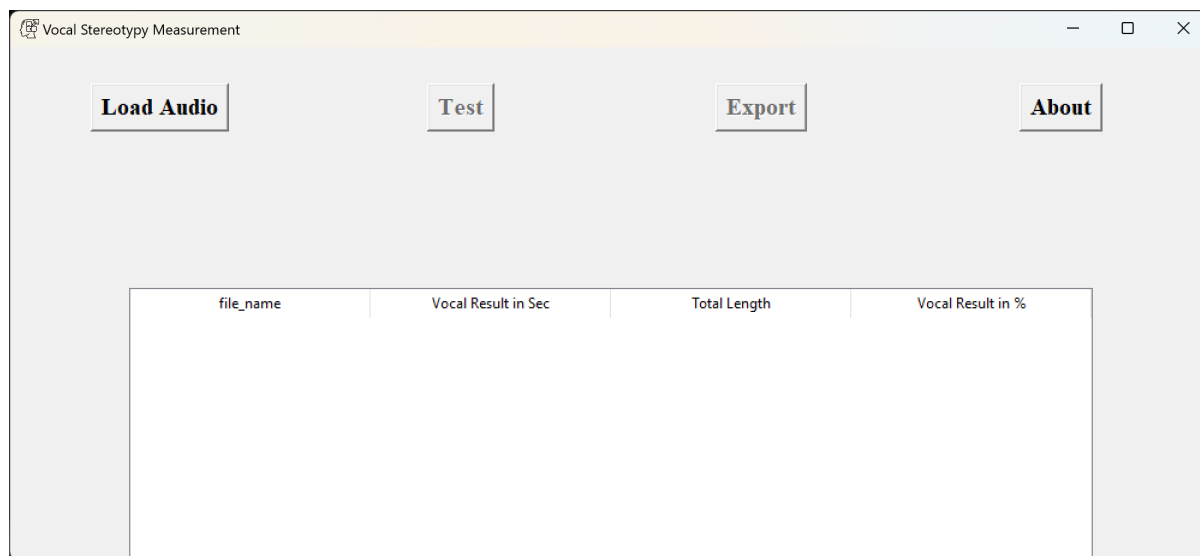 Vocal Stereotypy Measurement
Load Audio Test Export About
file_name Vocal Result in Sec Total Length Vocal Result in %